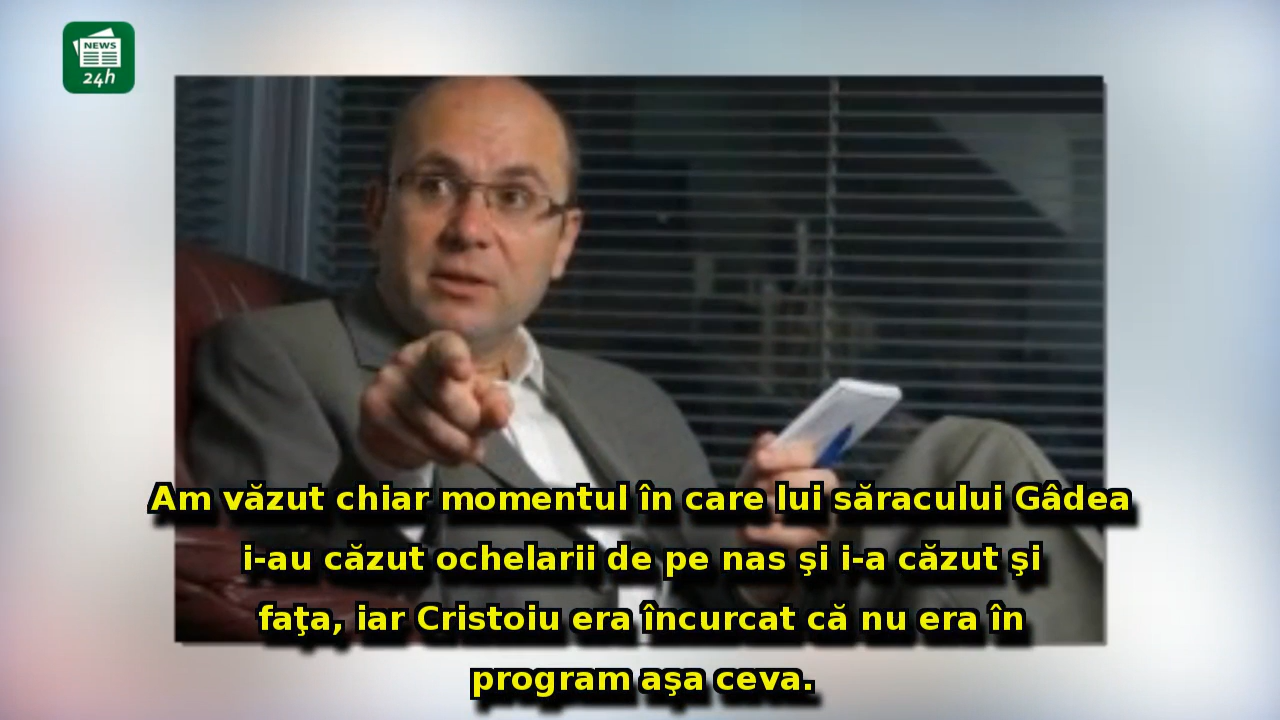 NEWS
24h
Am văzut chiar momentul în care lui săracului Gâdea
i-au căzut ochelarii de pe nas şi i-a căzut şi
faţa, iar Cristoiu era încurcat că nu era în
program aşa ceva.